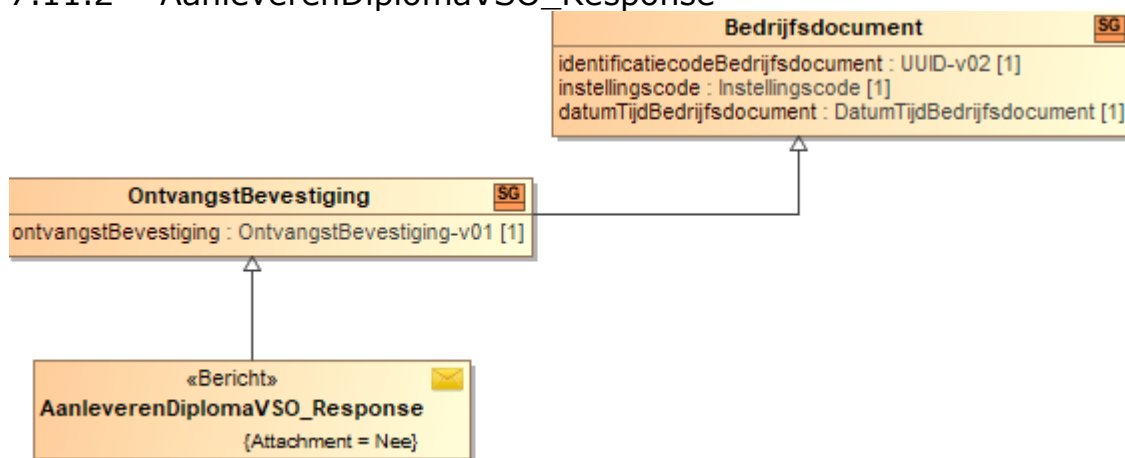 7.11.2 AanleverenDiplomaVSO_Response
Bedrijfsdocument SG
identificatiecodeBedrijfsdocument : UUID-v02 [1]
instellingscode : Instellingscode [1]
datumTijdBedrijfsdocument : DatumTijdBedrijfsdocument [1]
OntvangstBevestiging SG
ontvangstBevestiging : OntvangstBevestiging-v01 [1]
«Bericht»
AanleverenDiplomaVSO_Response
{Attachment = Nee}